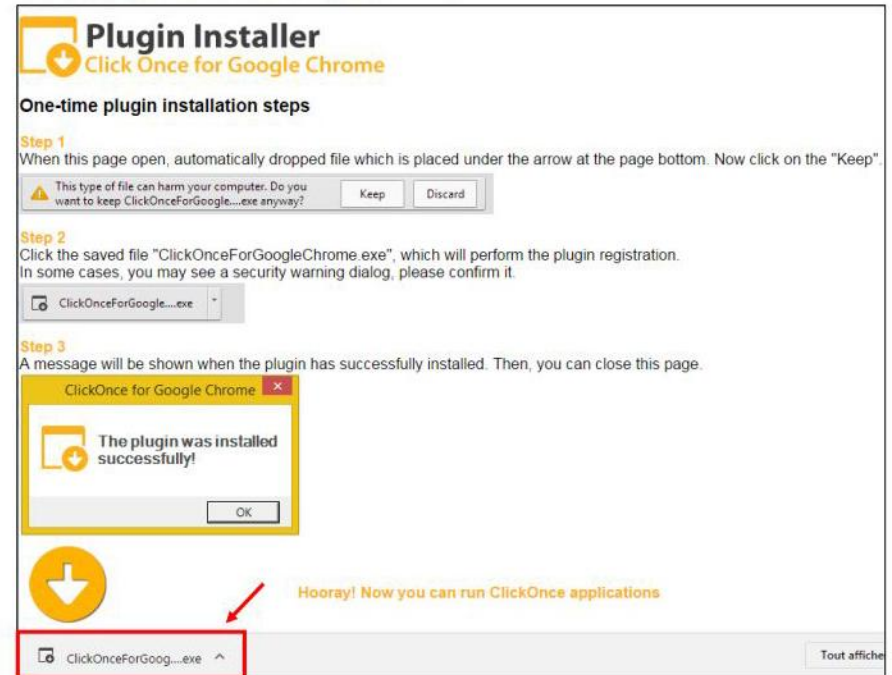 Plugin Installer
Click Once for Google Chrome
One-time plugin installation steps
Step 1
When this page open, automatically dropped file which is placed under the arrow at the page bottom. Now click on the "Keep".
This type of file can harm your computer. Do you
want to keep ClickOnceForGoogle....exe anyway?
Keep
Discard
Step 2
Click the saved file "ClickOnceForGoogleChrome.exe", which will perform the plugin registration.
In some cases, you may see a security warning dialog, please confirm it.
ClickOnceForGoogle....exe
Step 3
A message will be shown when the plugin has successfully installed. Then, you can close this page.
ClickOnce for Google Chrome
The plugin was installed
successfully!
OK
Hooray! Now you can run ClickOnce applications
ClickOnceForGoog....exe
Tout affiche